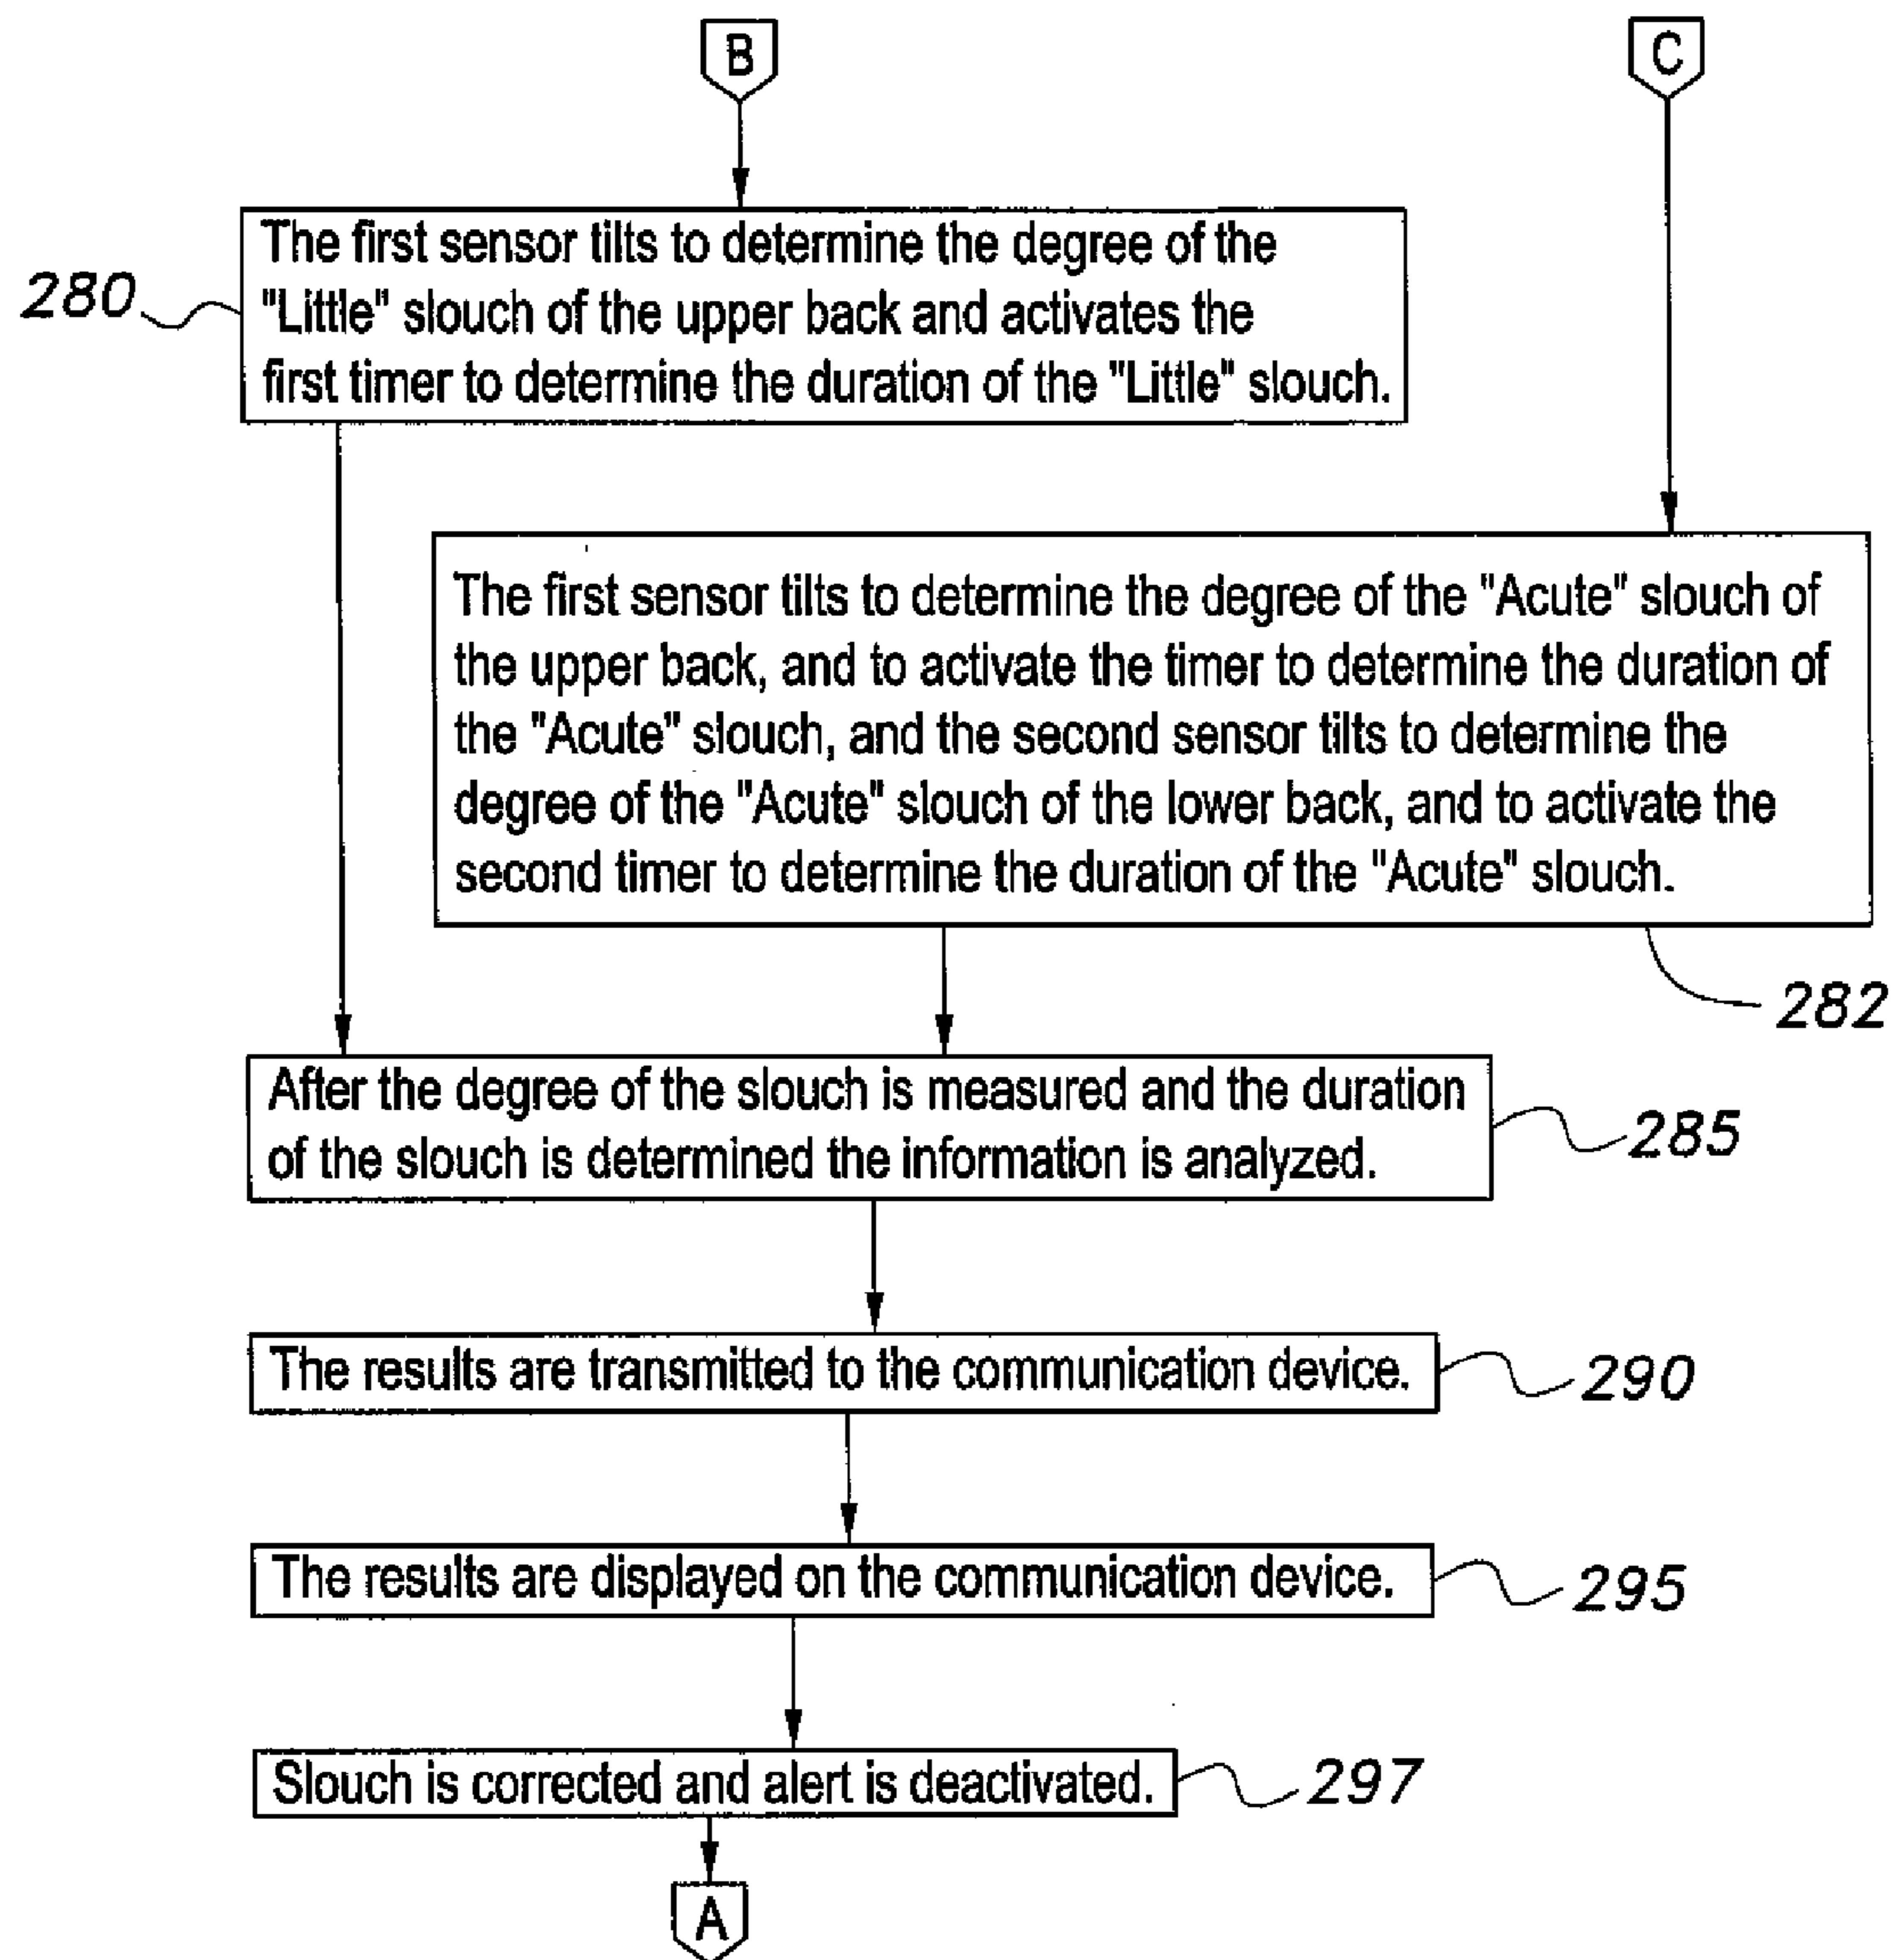 B
C
The first sensor tilts to determine the degree of the
"Little" slouch of the upper back and activates the
first timer to determine the duration of the "Little" slouch.
280
The first sensor tilts to determine the degree of the "Acute" slouch of
the upper back, and to activate the timer to determine the duration of
the "Acute" slouch, and the second sensor tilts to determine the
degree of the "Acute" slouch of the lower back, and to activate the
second timer to determine the duration of the "Acute" slouch.
282
After the degree of the slouch is measured and the duration
of the slouch is determined the information is analyzed.
285
The results are transmitted to the communication device.
290
The results are displayed on the communication device.
295
Slouch is corrected and alert is deactivated.
297
A